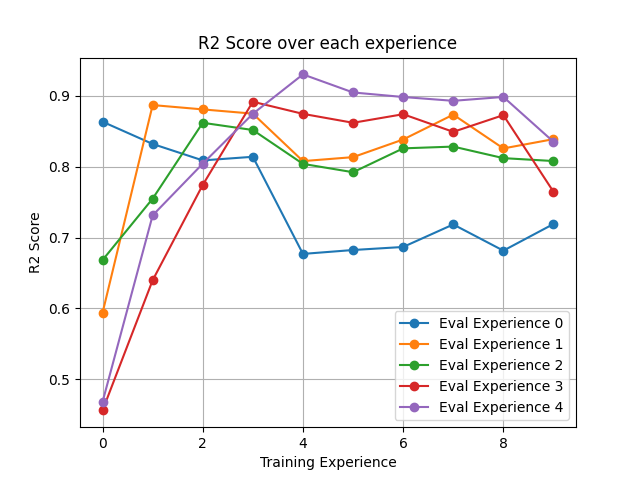 R2 Score over each experience
R2 Score
0.9
0.8
0.7
0.6
0.5
0 2 4 6 8
Training Experience
Eval Experience 0
Eval Experience 1
Eval Experience 2
Eval Experience 3
Eval Experience 4